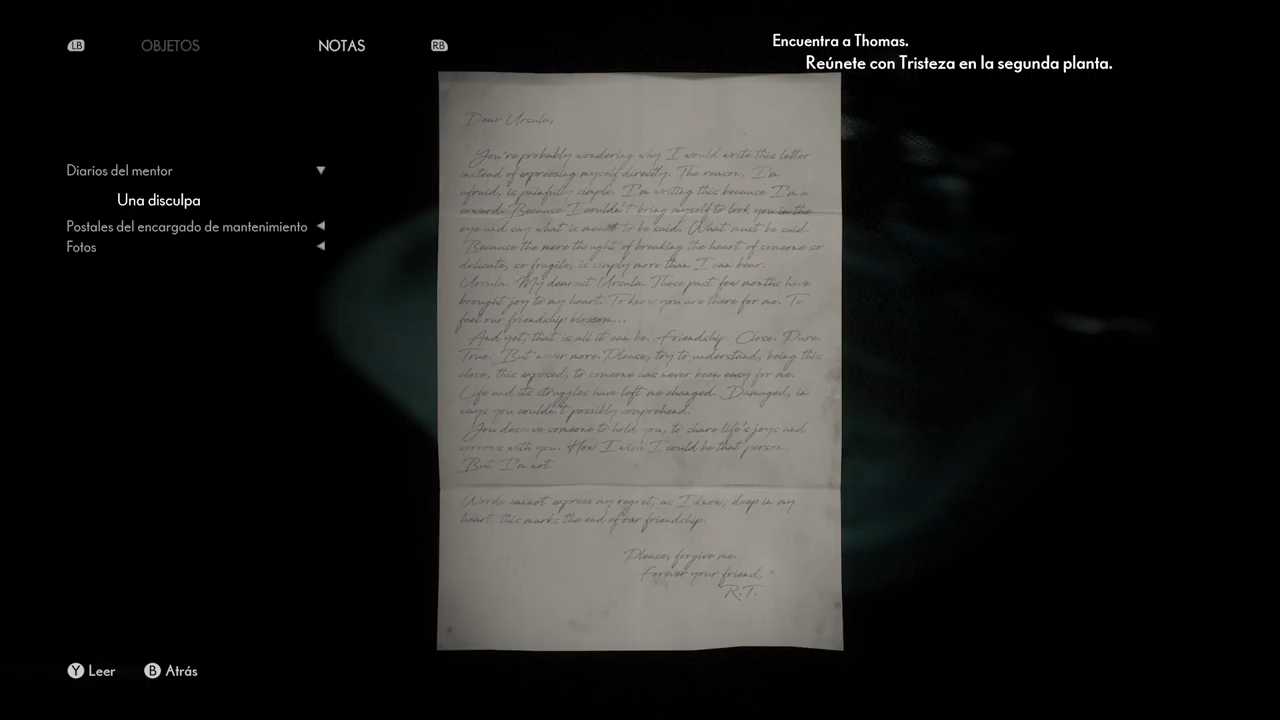 LB
OBJETOS
NOTAS
RB
Encuentra a Thomas.
Reúnete con Tristeza en la segunda planta.
Diarios del mentor
Una disculpa
Postales del encargado de mantenimiento
Fotos
Dear Ursula,
You're probably wondering why I would write this letter
instead of expressing myself directly. The reason, I'm
afraid, is painfully simple. I'm writing this because I'm a
coward. Because I couldn't bring myself to look you in the
eye and say what is meant to be said. What must be said.
Because the mere thought of breaking the heart of someone so
delicate, so fragile, is simply more than I can bear.
Ursula. My dearest Ursula. These past few months have
brought joy to my heart. To know you are there for me. To
feel our friendship blossom...
And yet, that is all it can be. Friendship. Close. Pure.
True. But never more. Please, try to understand, being this
close, this exposed, to someone has never been easy for me.
Life and its struggles have left me changed. Damaged, in
ways you couldn't possibly comprehend.
You deserve someone to hold you, to share life's joys and
sorrows with you. How I wish I could be that person.
But I'm not.
Words cannot express my regret, as I know, deep in my
heart, this marks the end of our friendship.
Please, forgive me.
Forever your friend,
R.T.
Y Leer
B Atrás